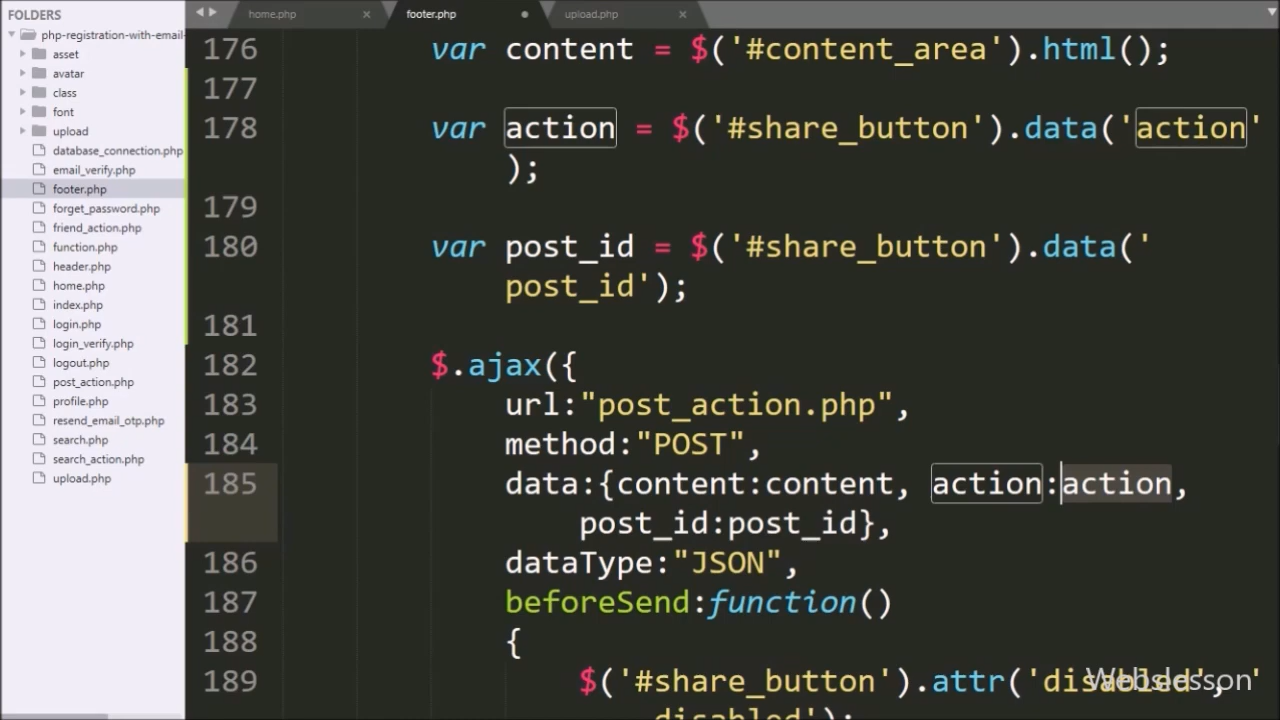 FOLDERS
php-registration-with-email-
asset
avatar
class
font
upload
database_connection.php
email_verify.php
footer.php
forget_password.php
friend_action.php
function.php
header.php
home.php
index.php
login.php
login_verify.php
logout.php
post_action.php
profile.php
resend_email_otp.php
search.php
search_action.php
upload.php
home.php × footer.php upload.php ×
176 var content = $('#content_area').html();
177
178 var action = $('#share_button').data('action'
);
179
180 var post_id = $('#share_button').data('
post_id');
181
182 $.ajax({
183 url:"post_action.php",
184 method:"POST",
185 data:{content:content, action:action,
post_id:post_id},
186 dataType:"JSON",
187 beforeSend:function()
188 {
189 $('#share_button').attr('disabled', '
disabled');
Webslesson